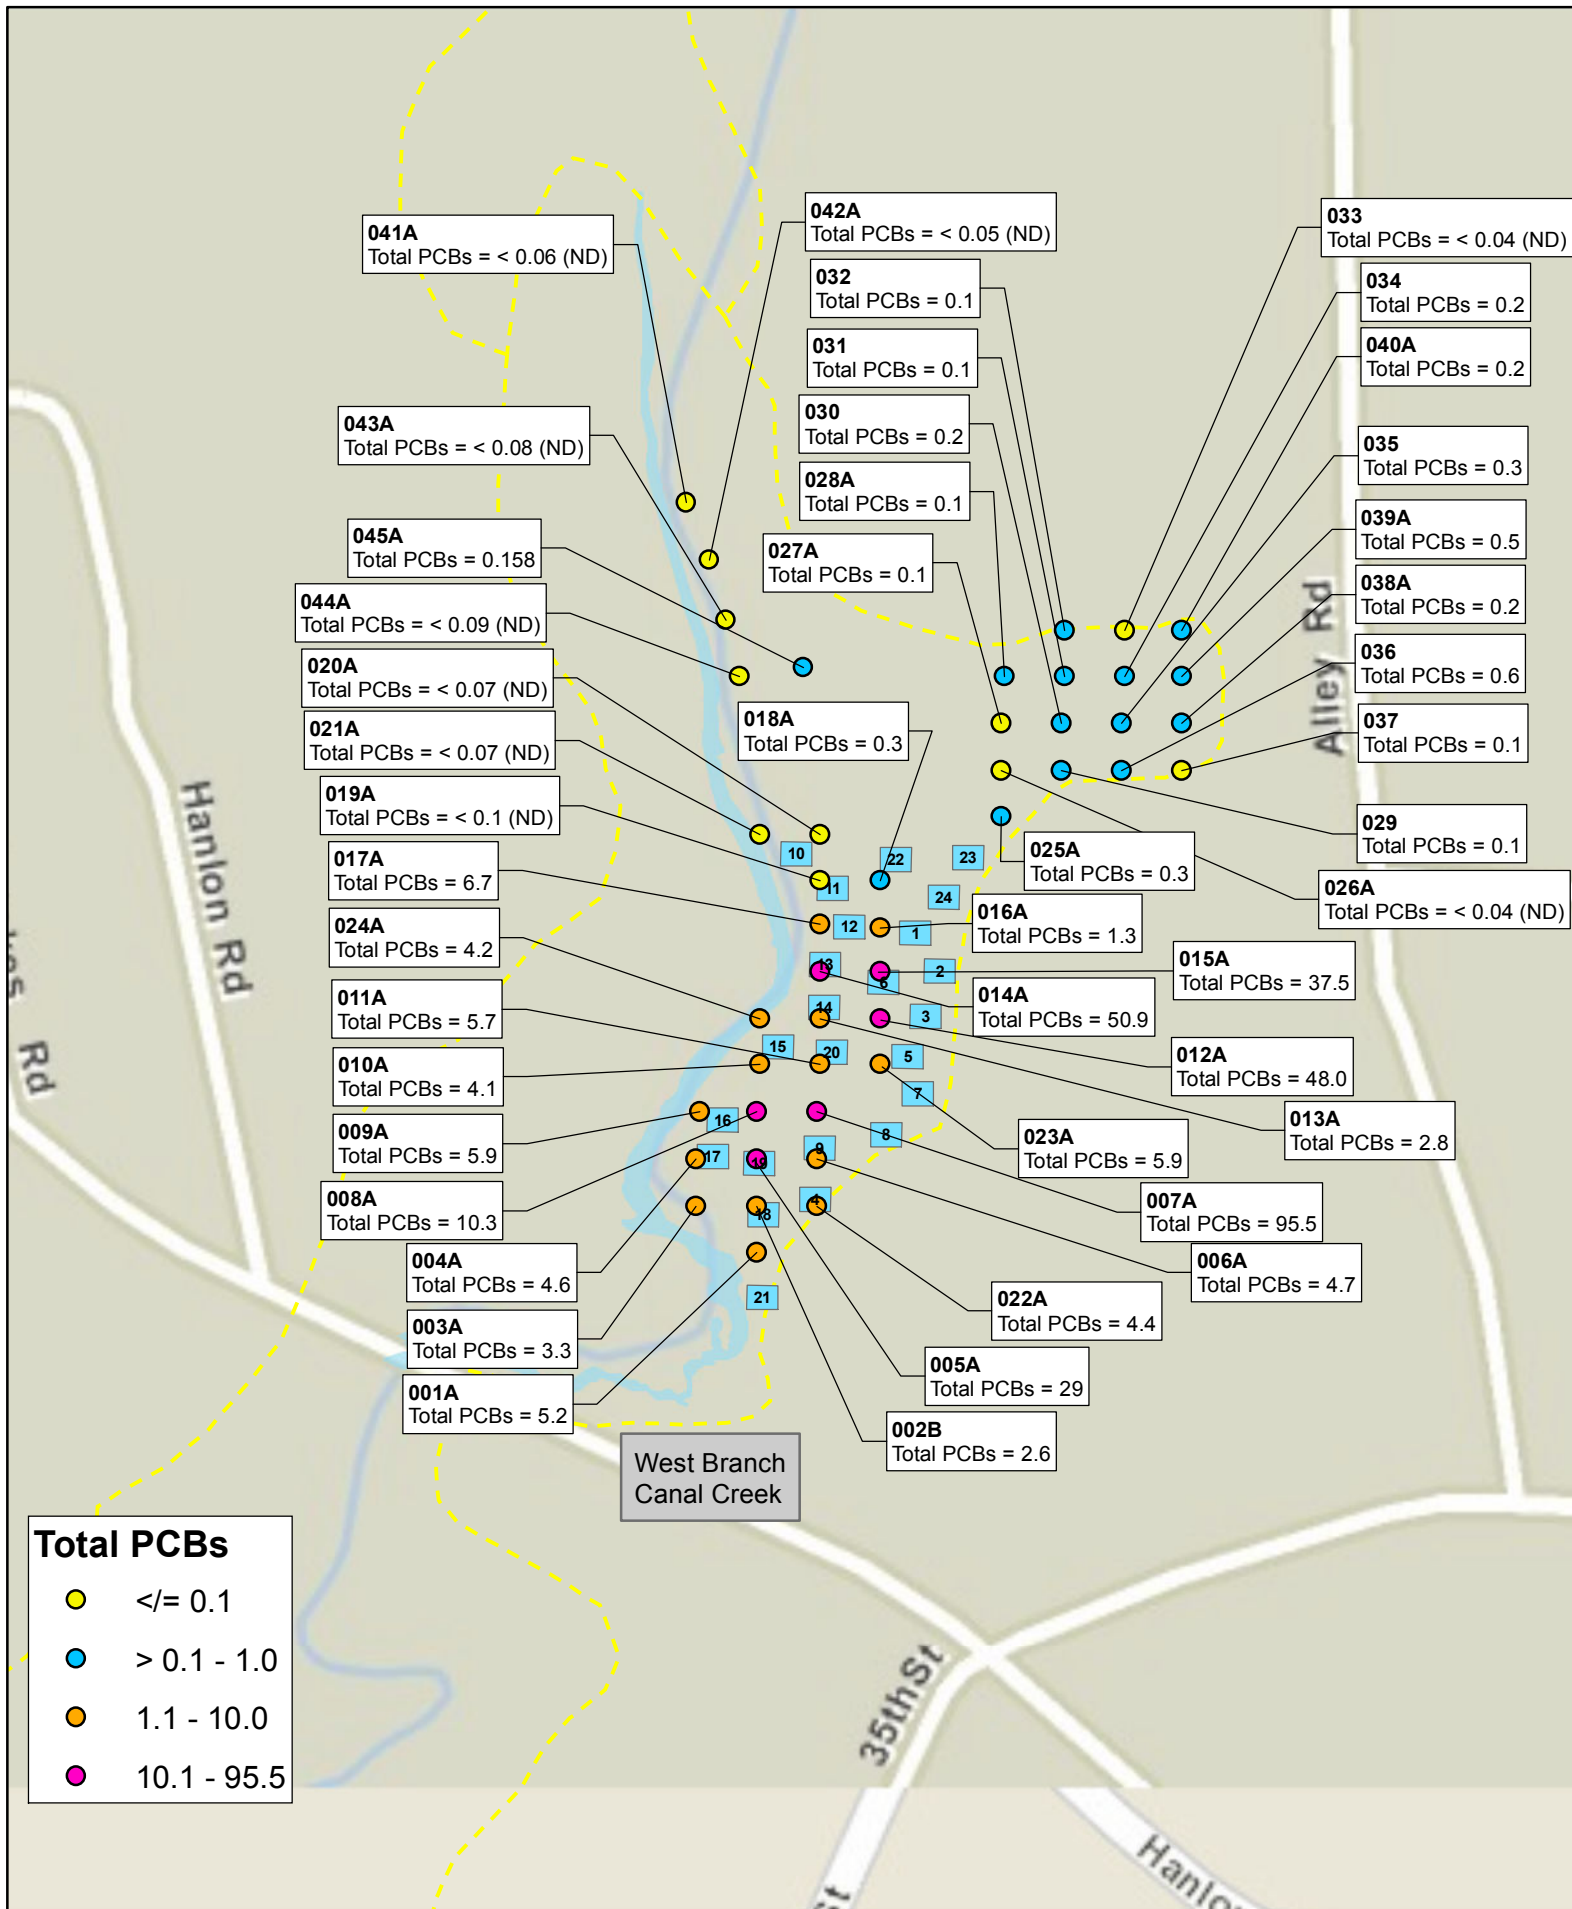 042A
Total PCBs = < 0.05 (ND)
033
Total PCBs = < 0.04 (ND)
041A
Total PCBs = < 0.06 (ND)
032
Total PCBs = 0.1
034
Total PCBs = 0.2
031
Total PCBs = 0.1
040A
Total PCBs = 0.2
043A
Total PCBs = < 0.08 (ND)
030
Total PCBs = 0.2
035
Total PCBs = 0.3
028A
Total PCBs = 0.1
039A
Total PCBs = 0.5
045A
Total PCBs = 0.158
027A
Total PCBs = 0.1
038A
Total PCBs = 0.2
044A
Total PCBs = < 0.09 (ND)
036
Total PCBs = 0.6
020A
Total PCBs = < 0.07 (ND)
018A
Total PCBs = 0.3
037
Total PCBs = 0.1
021A
Total PCBs = < 0.07 (ND)
Alley Rd
019A
Total PCBs = < 0.1 (ND)
029
Total PCBs = 0.1
025A
Total PCBs = 0.3
017A
Total PCBs = 6.7
026A
Total PCBs = < 0.04 (ND)
Hanlon Rd
10
22
23
11
24
12
1
016A
Total PCBs = 1.3
024A
Total PCBs = 4.2
13
2
6
015A
Total PCBs = 37.5
014A
Total PCBs = 50.9
011A
Total PCBs = 5.7
14
3
Rd
15
20
5
012A
Total PCBs = 48.0
010A
Total PCBs = 4.1
7
013A
Total PCBs = 2.8
009A
Total PCBs = 5.9
16
8
023A
Total PCBs = 5.9
17
19
9
008A
Total PCBs = 10.3
4
18
007A
Total PCBs = 95.5
004A
Total PCBs = 4.6
006A
Total PCBs = 4.7
21
022A
Total PCBs = 4.4
003A
Total PCBs = 3.3
005A
Total PCBs = 29
001A
Total PCBs = 5.2
002B
Total PCBs = 2.6
West Branch
Canal Creek
Total PCBs
</= 0.1
> 0.1 - 1.0
1.1 - 10.0
10.1 - 95.5
35th St
Hanlo
St